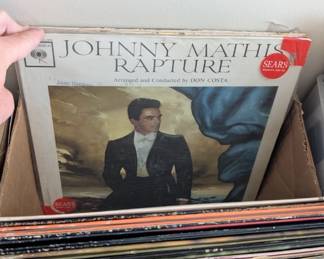 JOHNNY MATHIS
RAPTURE
Arranged and Conducted by DON COSTA
SEARS
SEARS